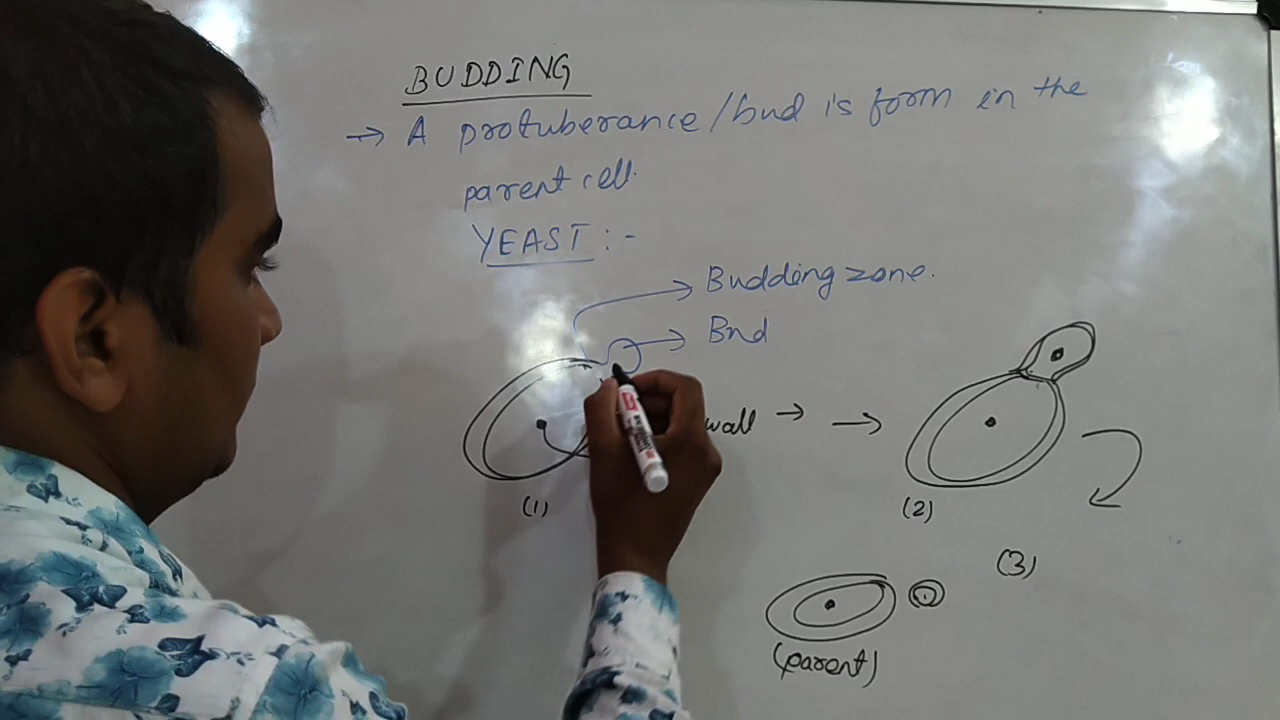 BUDDING
→ A protuberance/bud is form in the
parent cell.
YEAST :-
→ Budding zone.
→ Bud
wall → →
(1)
(2)
(3)
(parent)